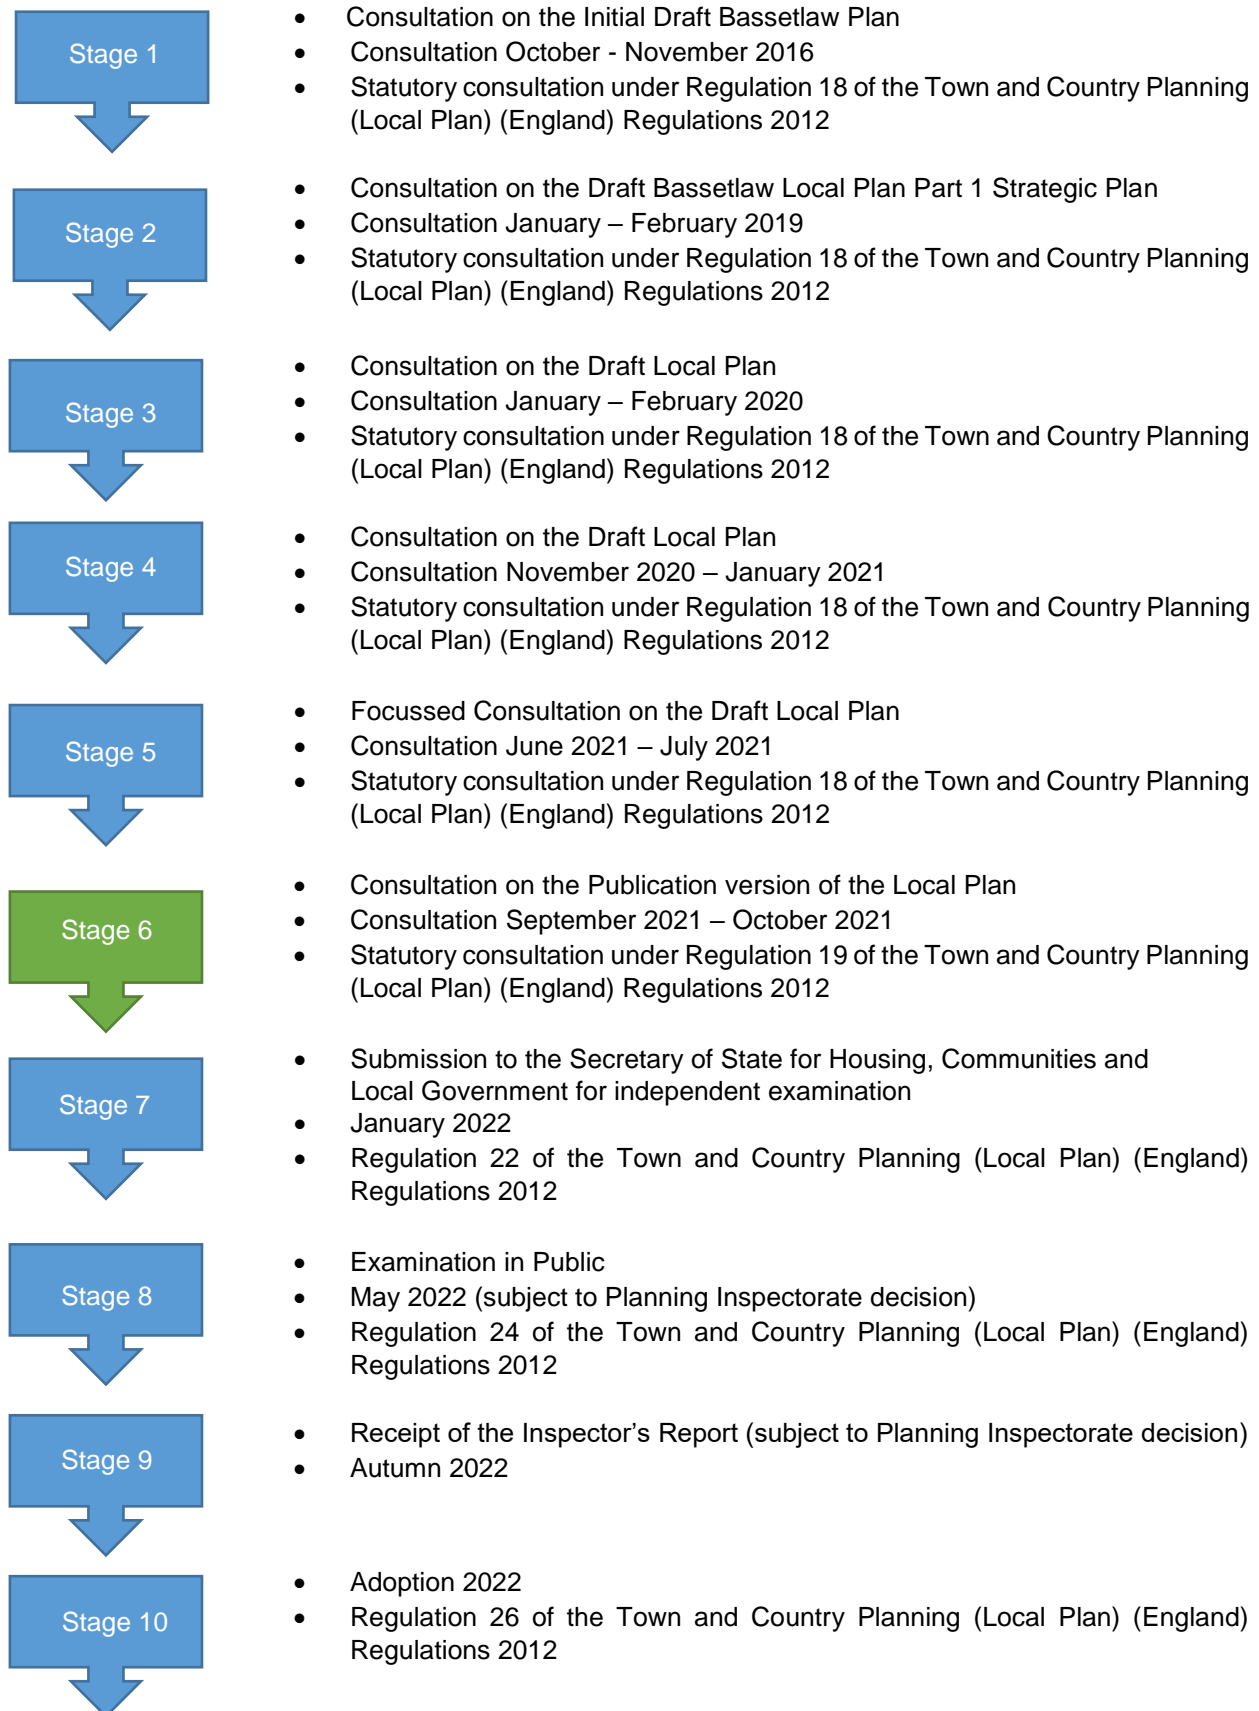 Stage 1
• Consultation on the Initial Draft Bassetlaw Plan
• Consultation October - November 2016
• Statutory consultation under Regulation 18 of the Town and Country Planning
(Local Plan) (England) Regulations 2012
Stage 2
• Consultation on the Draft Bassetlaw Local Plan Part 1 Strategic Plan
• Consultation January – February 2019
• Statutory consultation under Regulation 18 of the Town and Country Planning
(Local Plan) (England) Regulations 2012
Stage 3
• Consultation on the Draft Local Plan
• Consultation January – February 2020
• Statutory consultation under Regulation 18 of the Town and Country Planning
(Local Plan) (England) Regulations 2012
Stage 4
• Consultation on the Draft Local Plan
• Consultation November 2020 – January 2021
• Statutory consultation under Regulation 18 of the Town and Country Planning
(Local Plan) (England) Regulations 2012
Stage 5
• Focussed Consultation on the Draft Local Plan
• Consultation June 2021 – July 2021
• Statutory consultation under Regulation 18 of the Town and Country Planning
(Local Plan) (England) Regulations 2012
Stage 6
• Consultation on the Publication version of the Local Plan
• Consultation September 2021 – October 2021
• Statutory consultation under Regulation 19 of the Town and Country Planning
(Local Plan) (England) Regulations 2012
Stage 7
• Submission to the Secretary of State for Housing, Communities and
Local Government for independent examination
• January 2022
• Regulation 22 of the Town and Country Planning (Local Plan) (England)
Regulations 2012
Stage 8
• Examination in Public
• May 2022 (subject to Planning Inspectorate decision)
• Regulation 24 of the Town and Country Planning (Local Plan) (England)
Regulations 2012
Stage 9
• Receipt of the Inspector’s Report (subject to Planning Inspectorate decision)
• Autumn 2022
Stage 10
• Adoption 2022
• Regulation 26 of the Town and Country Planning (Local Plan) (England)
Regulations 2012